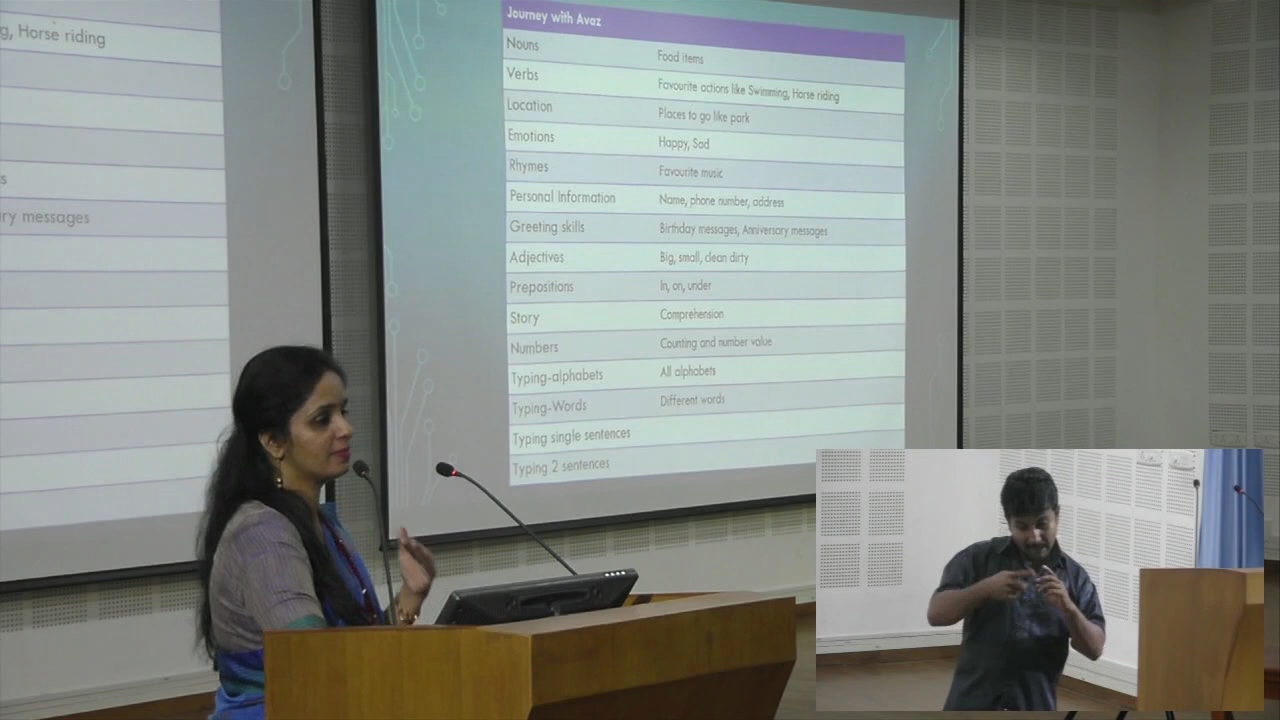 g, Horse riding
s
ry messages
Journey with Avaz
Nouns Food items
Verbs Favourite actions like Swimming, Horse riding
Location Places to go like park
Emotions Happy, Sad
Rhymes Favourite music
Personal Information Name, phone number, address
Greeting skills Birthday messages, Anniversary messages
Adjectives Big, small, clean dirty
Prepositions In, on, under
Story Comprehension
Numbers Counting and number value
Typing-alphabets All alphabets
Typing-Words Different words
Typing single sentences
Typing 2 sentences